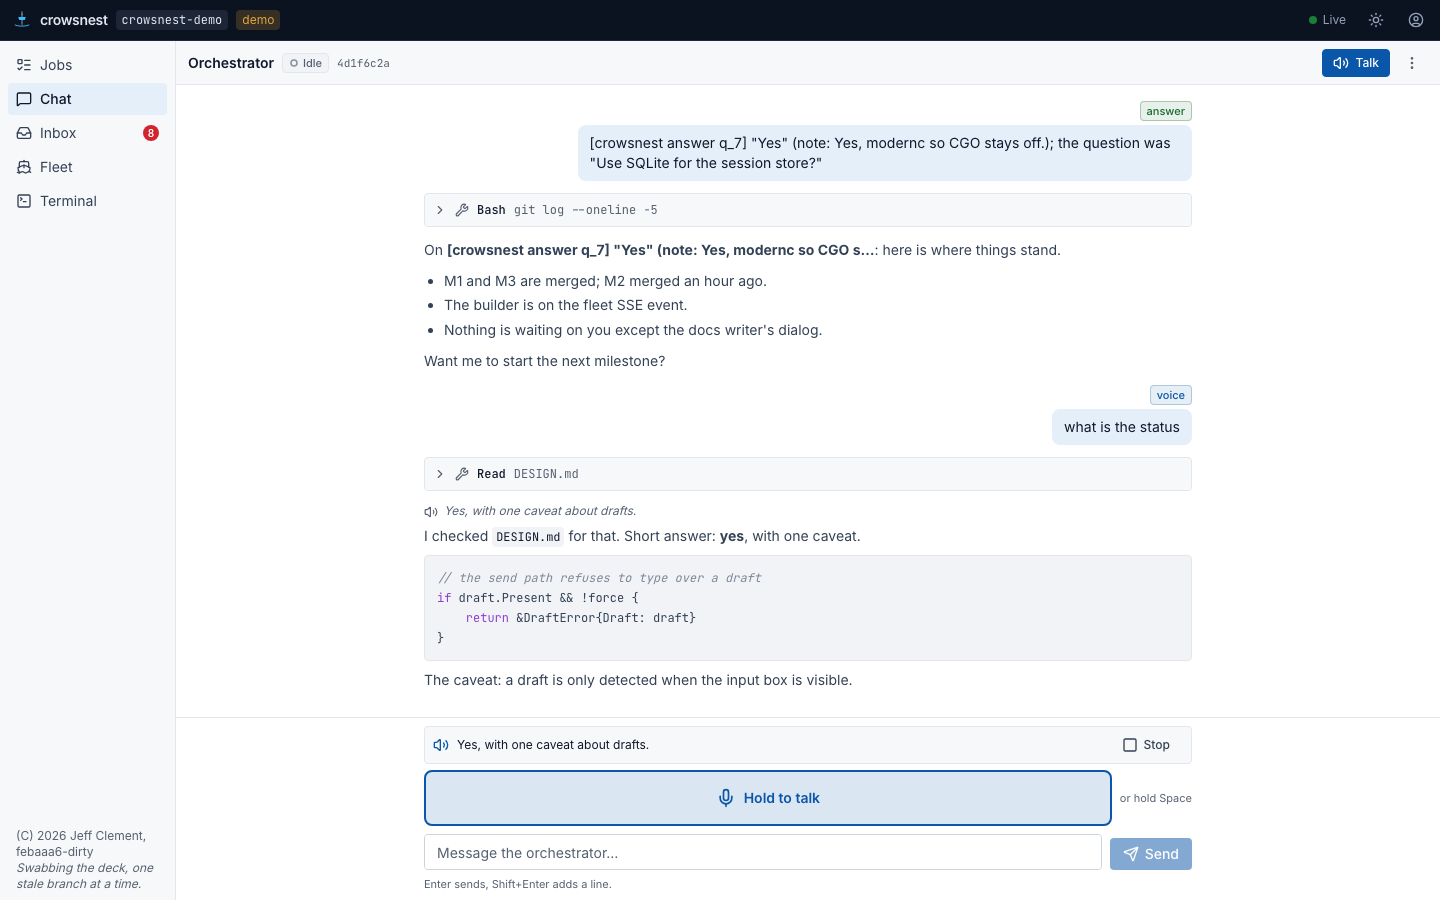 crowsnest crowsnest-demo demo Live
Jobs
Chat
Inbox 8
Fleet
Terminal
Orchestrator Idle 4d1f6c2a Talk
answer
[crowsnest answer q_7] "Yes" (note: Yes, modernc so CGO stays off.); the question was
"Use SQLite for the session store?"
Bash git log --oneline -5
On [crowsnest answer q_7] "Yes" (note: Yes, modernc so CGO s...: here is where things stand.
• M1 and M3 are merged; M2 merged an hour ago.
• The builder is on the fleet SSE event.
• Nothing is waiting on you except the docs writer's dialog.
Want me to start the next milestone?
voice
what is the status
Read DESIGN.md
Yes, with one caveat about drafts.
I checked DESIGN.md for that. Short answer: yes, with one caveat.
// the send path refuses to type over a draft
if draft.Present && !force {
    return &DraftError{Draft: draft}
}
The caveat: a draft is only detected when the input box is visible.
Yes, with one caveat about drafts. Stop
Hold to talk or hold Space
Message the orchestrator... Send
Enter sends, Shift+Enter adds a line.
(C) 2026 Jeff Clement,
febaaa6-dirty
Swabbing the deck, one
stale branch at a time.